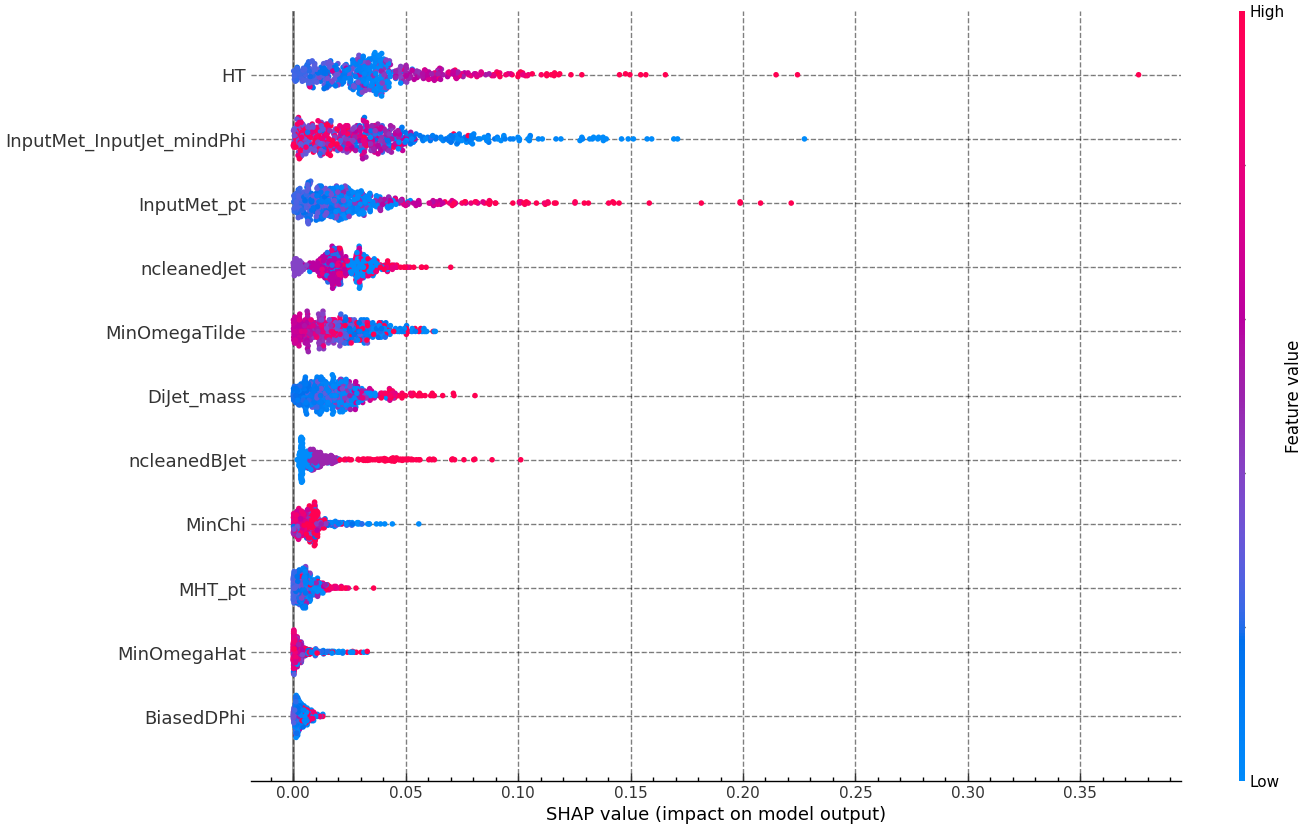 High
HT
InputMet_InputJet_mindPhi
InputMet_pt
ncleanedJet
MinOmegaTilde
DiJet_mass
ncleanedBJet
MinChi
MHT_pt
MinOmegaHat
BiasedDPhi
Feature value
Low
0.00 0.05 0.10 0.15 0.20 0.25 0.30 0.35
SHAP value (impact on model output)